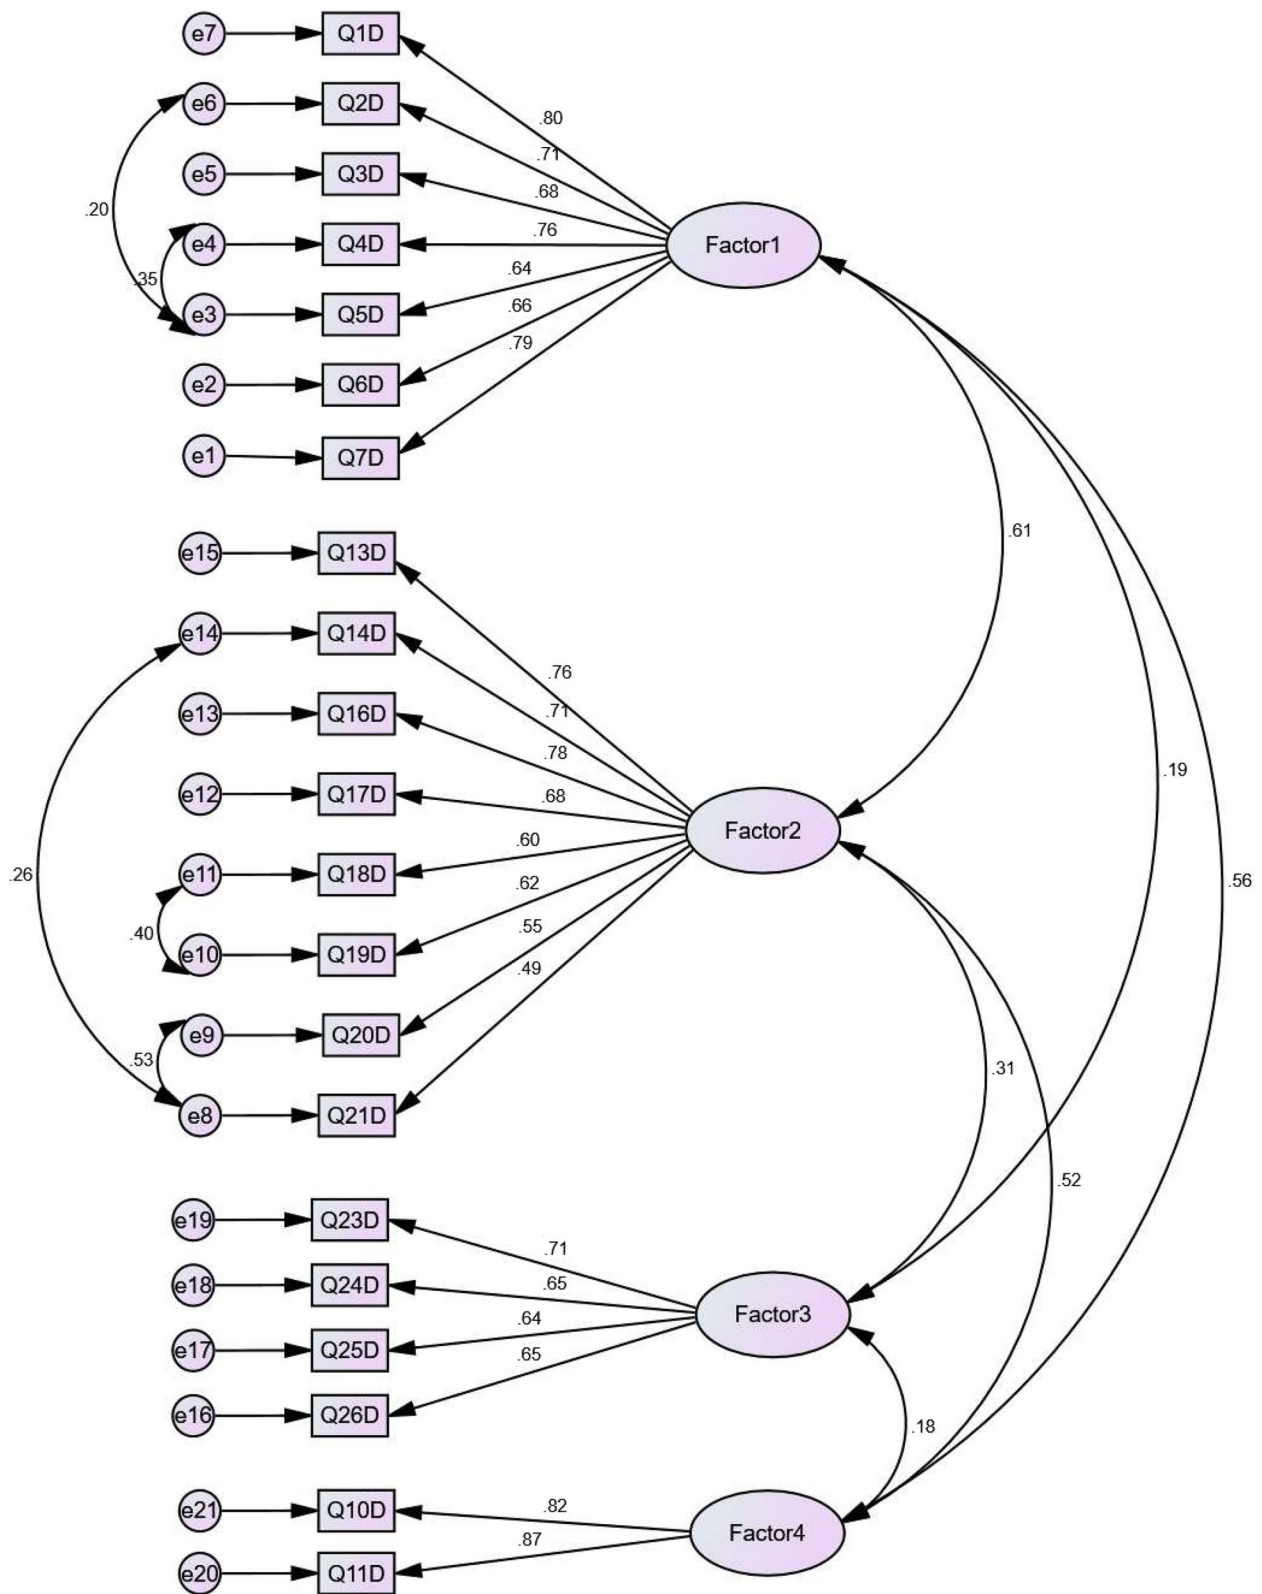 e7 Q1D
.80
e6 Q2D
.71
e5 Q3D
.68
.20
e4 Q4D
.76
Factor1
.35
.64
e3 Q5D
.66
.79
e2 Q6D
e1 Q7D
.61
e15 Q13D
e14 Q14D
.76
.71
e13 Q16D
.78
.19
e12 Q17D
.68
Factor2
.60
.26
e11 Q18D
.62
.56
.40
.55
e10 Q19D
.49
e9 Q20D
.53
.31
e8 Q21D
.52
e19 Q23D
.71
e18 Q24D
.65
Factor3
.64
e17 Q25D
.65
e16 Q26D
.18
e21 Q10D
.82
Factor4
.87
e20 Q11D